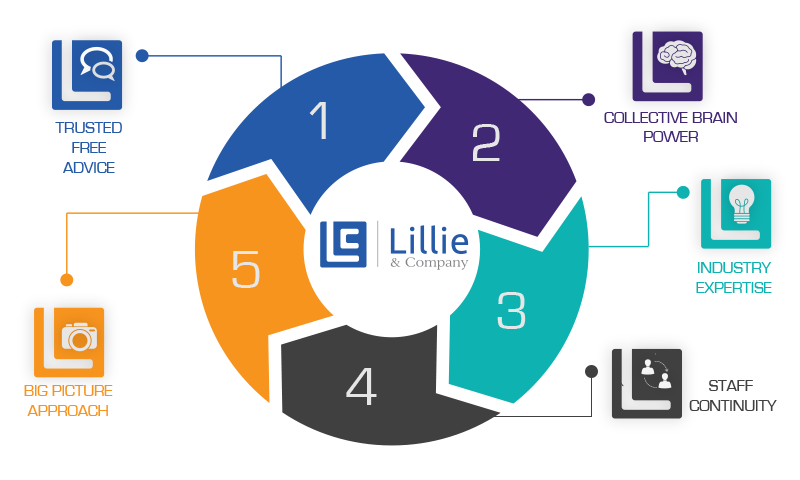 1
TRUSTED
FREE
ADVICE
2
COLLECTIVE BRAIN
POWER
3
INDUSTRY
EXPERTISE
4
STAFF
CONTINUITY
5
BIG PICTURE
APPROACH
LC
Lillie
& Company